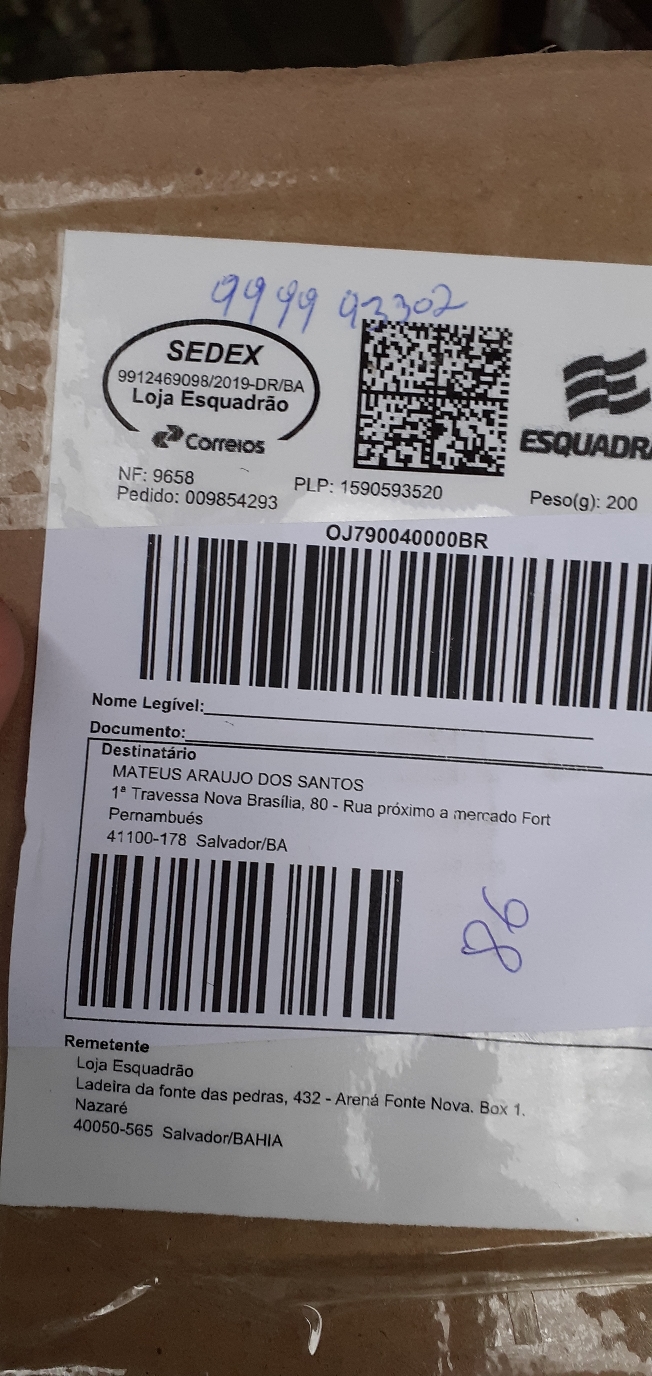 9999 93302
SEDEX
9912469098/2019-DR/BA
Loja Esquadrão
Correios
ESQUADRA
NF: 9658
PLP: 1590593520
Peso(g): 200
Pedido: 009854293
OJ790040000BR
Nome Legível:
Documento:
Destinatário
MATEUS ARAUJO DOS SANTOS
1ª Travessa Nova Brasília, 80 - Rua próximo a mercado Fort
Pernambués
41100-178 Salvador/BA
86
Remetente
Loja Esquadrão
Ladeira da fonte das pedras, 432 - Arena Fonte Nova. Box 1.
Nazaré
40050-565 Salvador/BAHIA